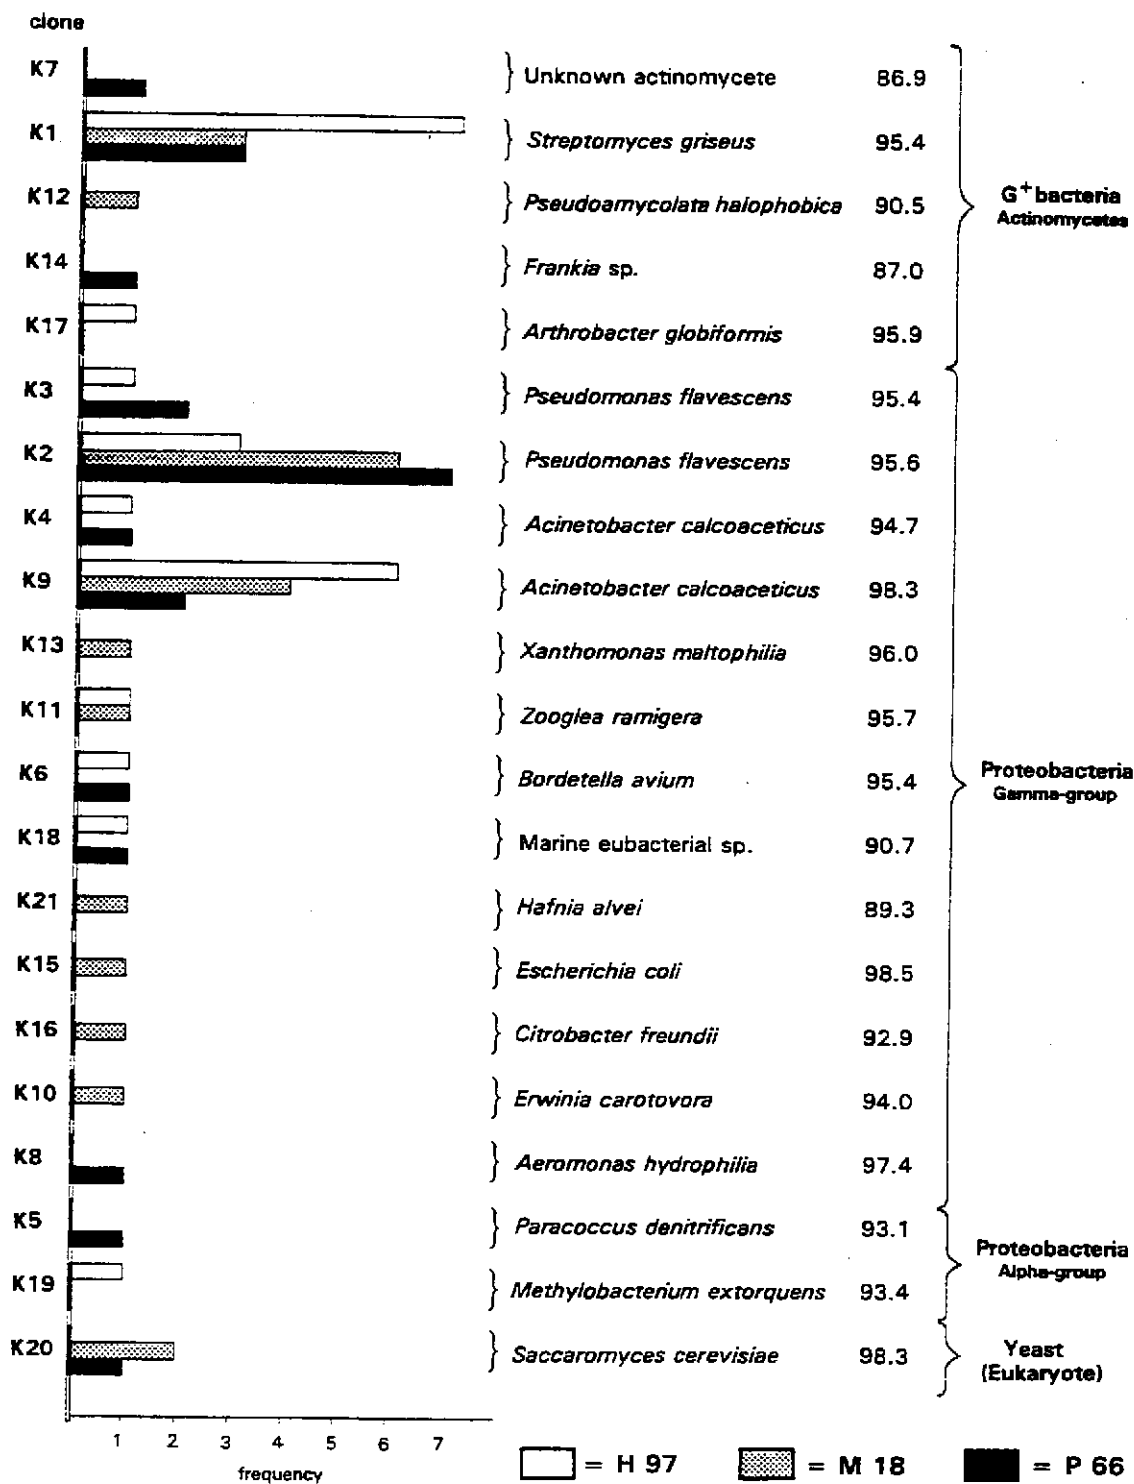 clone
K7 } Unknown actinomycete 86.9
K1 } Streptomyces griseus 95.4
K12 } Pseudoamycolata halophobica 90.5
K14 } Frankia sp. 87.0
K17 } Arthrobacter globiformis 95.9
G+bacteria
Actinomycetes
K3 } Pseudomonas flavescens 95.4
K2 } Pseudomonas flavescens 95.6
K4 } Acinetobacter calcoaceticus 94.7
K9 } Acinetobacter calcoaceticus 98.3
K13 } Xanthomonas maltophilia 96.0
K11 } Zooglea ramigera 95.7
K6 } Bordetella avium 95.4
K18 } Marine eubacterial sp. 90.7
K21 } Hafnia alvei 89.3
K15 } Escherichia coli 98.5
K16 } Citrobacter freundii 92.9
K10 } Erwinia carotovora 94.0
K8 } Aeromonas hydrophilia 97.4
Proteobacteria
Gamma-group
K5 } Paracoccus denitrificans 93.1
K19 } Methylobacterium extorquens 93.4
Proteobacteria
Alpha-group
K20 } Saccaromyces cerevisiae 98.3
Yeast
(Eukaryote)
1 2 3 4 5 6 7
frequency
= H 97 = M 18 = P 66